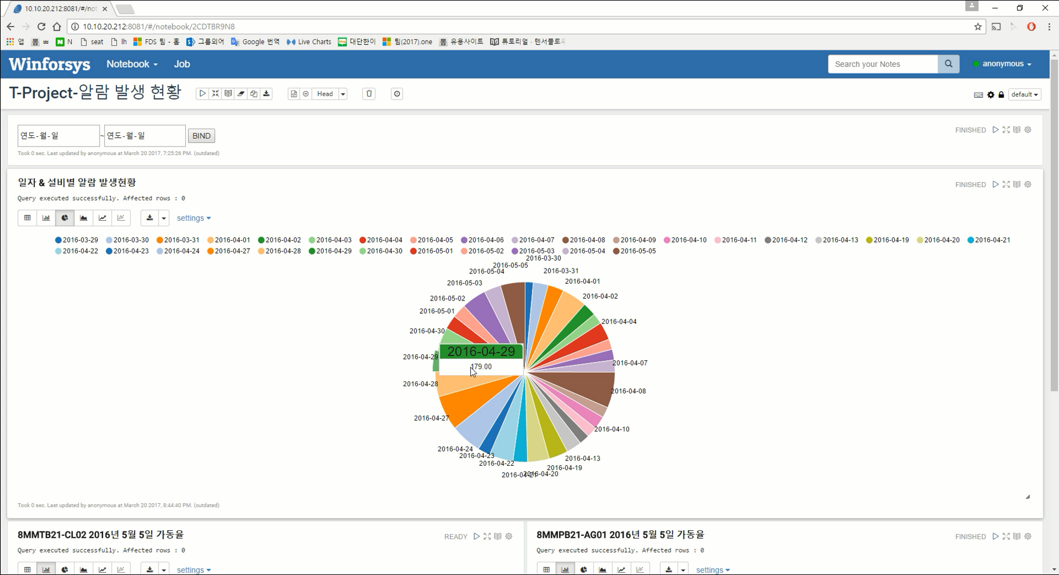 10.10.20.212:8081/#/n
10.10.20.212:8081/#/notebook/2CDTBR9N8
앱 N seat lh FDS 팀 - 홈 그룹외어 Google 번역 Live Charts 대단한이 팀(2017).one 유용사이트 튜토리얼 - 텐서플로
Winforsys Notebook Job Search your Notes anonymous
T-Project-알람 발생 현황 Head default
연도-월-일 ~ 연도-월-일 BIND FINISHED
Took 0 sec. Last updated by anonymous at March 20 2017, 7:25:26 PM. (outdated)
일자 & 설비별 알람 발생현황 FINISHED
Query executed successfully. Affected rows : 0
settings
2016-03-29 2016-03-30 2016-03-31 2016-04-01 2016-04-02 2016-04-03 2016-04-04 2016-04-05 2016-04-06 2016-04-07 2016-04-08 2016-04-09 2016-04-10 2016-04-11 2016-04-12 2016-04-13 2016-04-19 2016-04-20 2016-04-21
2016-04-22 2016-04-23 2016-04-24 2016-04-27 2016-04-28 2016-04-29 2016-04-30 2016-05-01 2016-05-02 2016-05-03 2016-05-04 2016-05-05
2016-03-30
2016-05-05
2016-05-04 2016-03-31
2016-05-03 2016-04-01
2016-05-02 2016-04-02
2016-05-01
2016-04-04
2016-04-30
2016-04-29
2016-04-29 2016-04-07
179.00
2016-04-28
2016-04-08
2016-04-27
2016-04-10
2016-04-24
2016-04-23 2016-04-13
2016-04-22 2016-04-19
2016-04-21 2016-04-20
Took 0 sec. Last updated by anonymous at March 20 2017, 8:44:40 PM. (outdated)
8MMTB21-CL02 2016년 5월 5일 가동율 READY 8MMPB21-AG01 2016년 5월 5일 가동율 FINISHED
Query executed successfully. Affected rows : 0 Query executed successfully. Affected rows : 0
settings settings